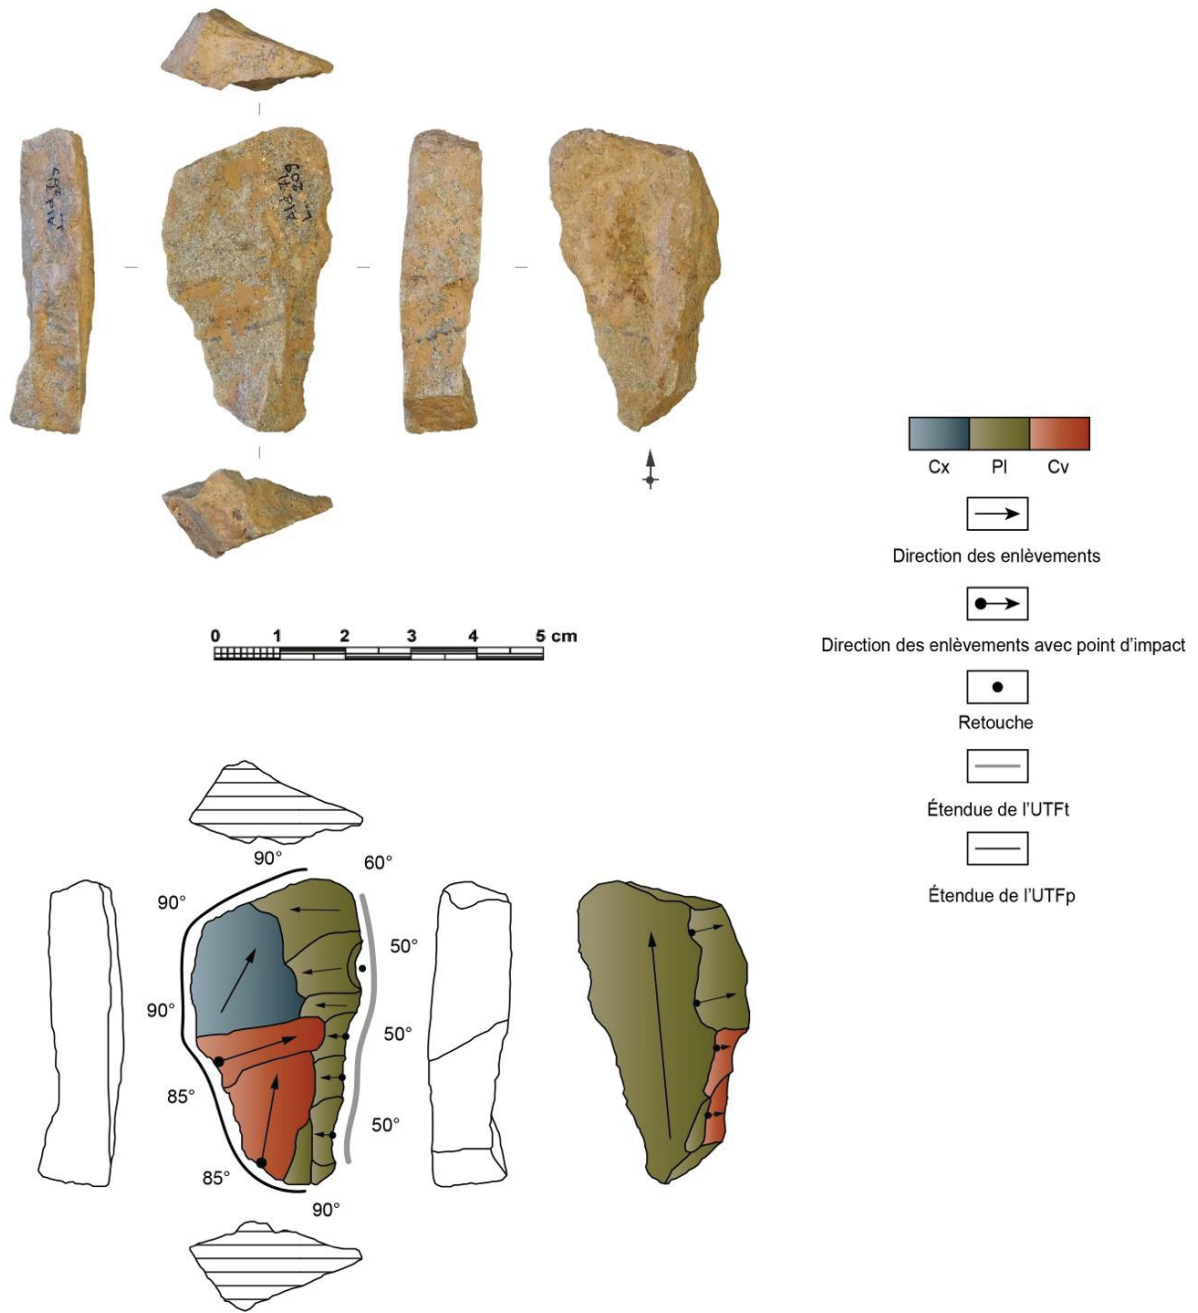 Cx Pl Cv
Direction des enlèvements
Direction des enlèvements avec point d'impact
0 1 2 3 4 5 cm
Retouche
Étendue de l'UTFt
Étendue de l'UTFp
90° 60°
90°
50°
90°
50°
85°
50°
85°
90°